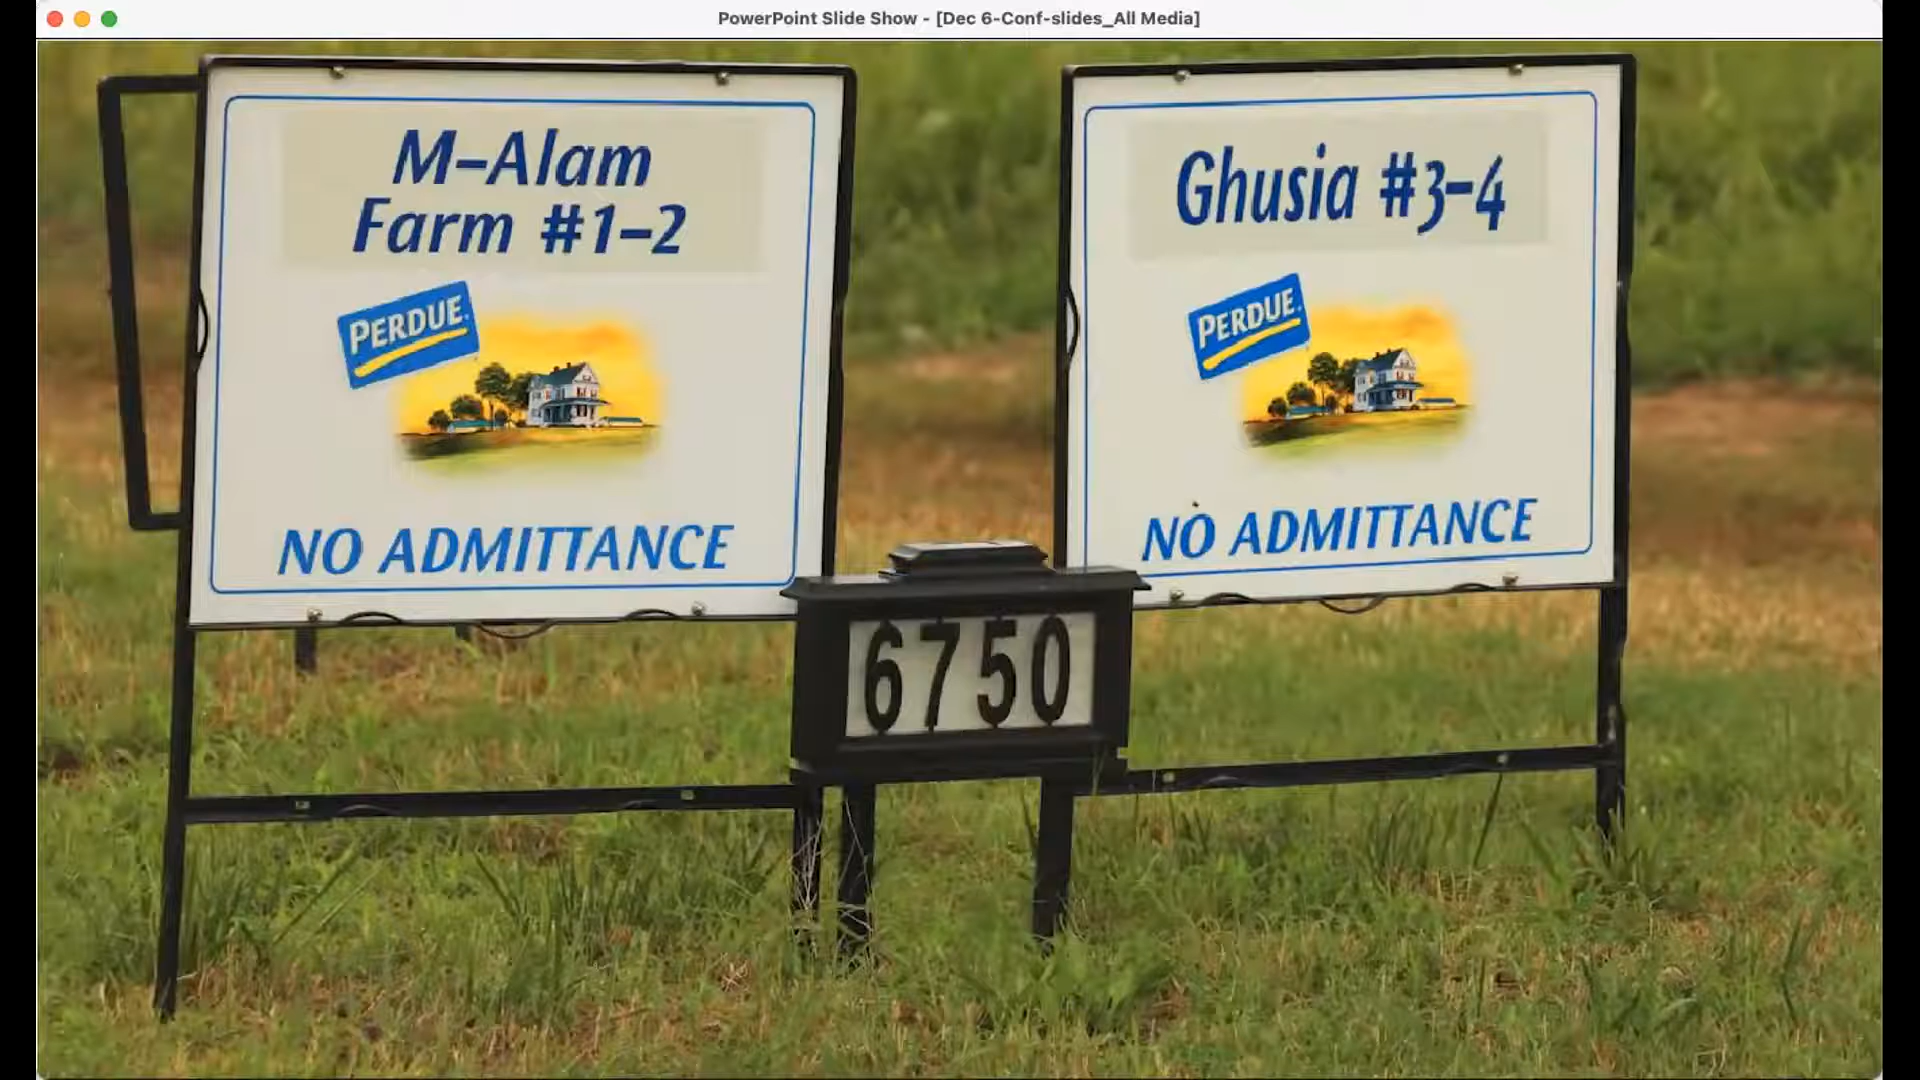 PowerPoint Slide Show - [Dec 6-Conf-slides_All Media]
M–Alam
Farm #1–2
PERDUE
NO ADMITTANCE
Ghusia #3–4
PERDUE
NO ADMITTANCE
6750